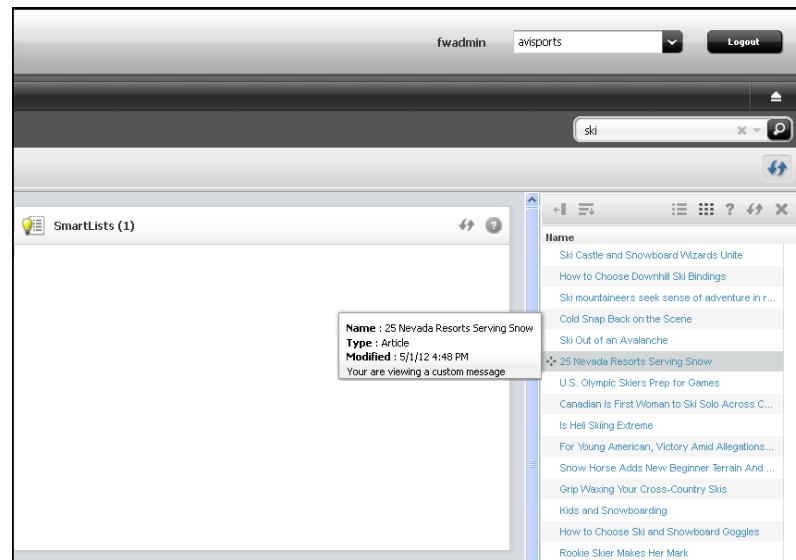 fwadmin
avisports
Logout
ski
SmartLists (1)
Name
Ski Castle and Snowboard Wizards Unite
How to Choose Downhill Ski Bindings
Ski mountaineers seek sense of adventure in r...
Cold Snap Back on the Scene
Ski Out of an Avalanche
Name : 25 Nevada Resorts Serving Snow
Type : Article
Modified : 5/1/12 4:48 PM
Your are viewing a custom message
25 Nevada Resorts Serving Snow
U.S. Olympic Skiers Prep for Games
Canadian Is First Woman to Ski Solo Across C...
Is Heli Skiing Extreme
For Young American, Victory Amid Allegations...
Snow Horse Adds New Beginner Terrain And ...
Grip Waxing Your Cross-Country Skis
Kids and Snowboarding
How to Choose Ski and Snowboard Goggles
Rookie Skier Makes Her Mark